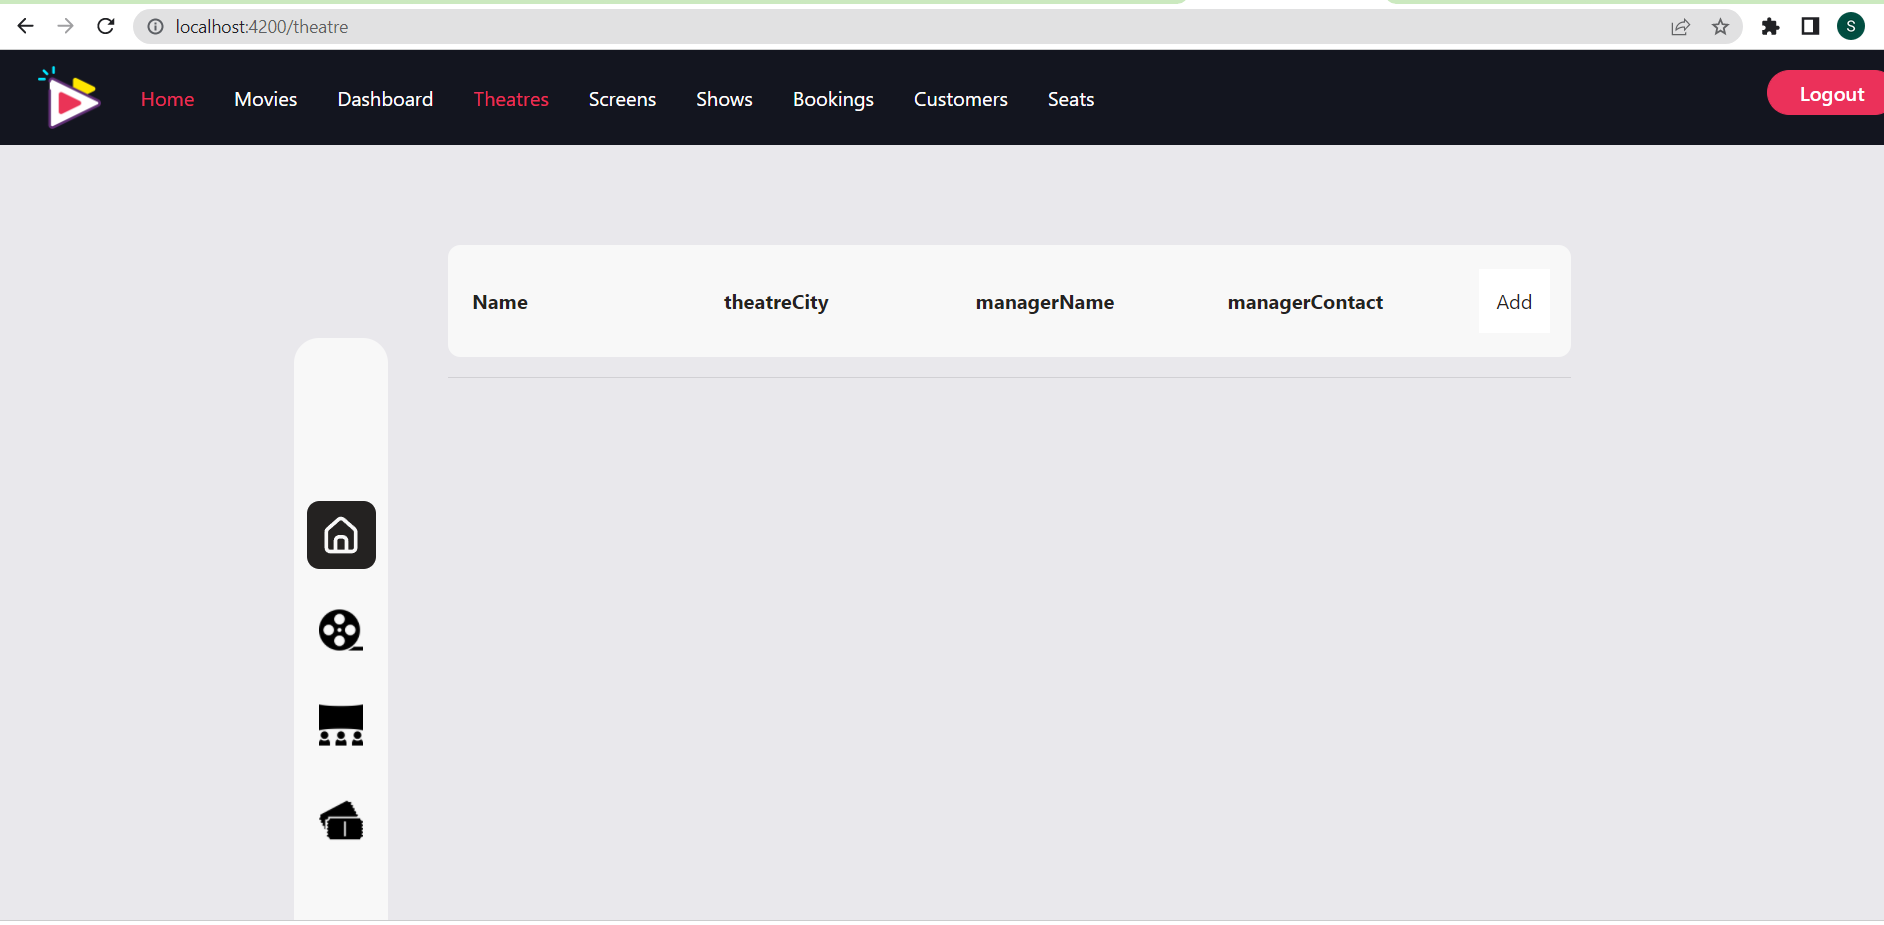 localhost:4200/theatre
S
Home Movies Dashboard Theatres Screens Shows Bookings Customers Seats Logout
Name theatreCity managerName managerContact Add